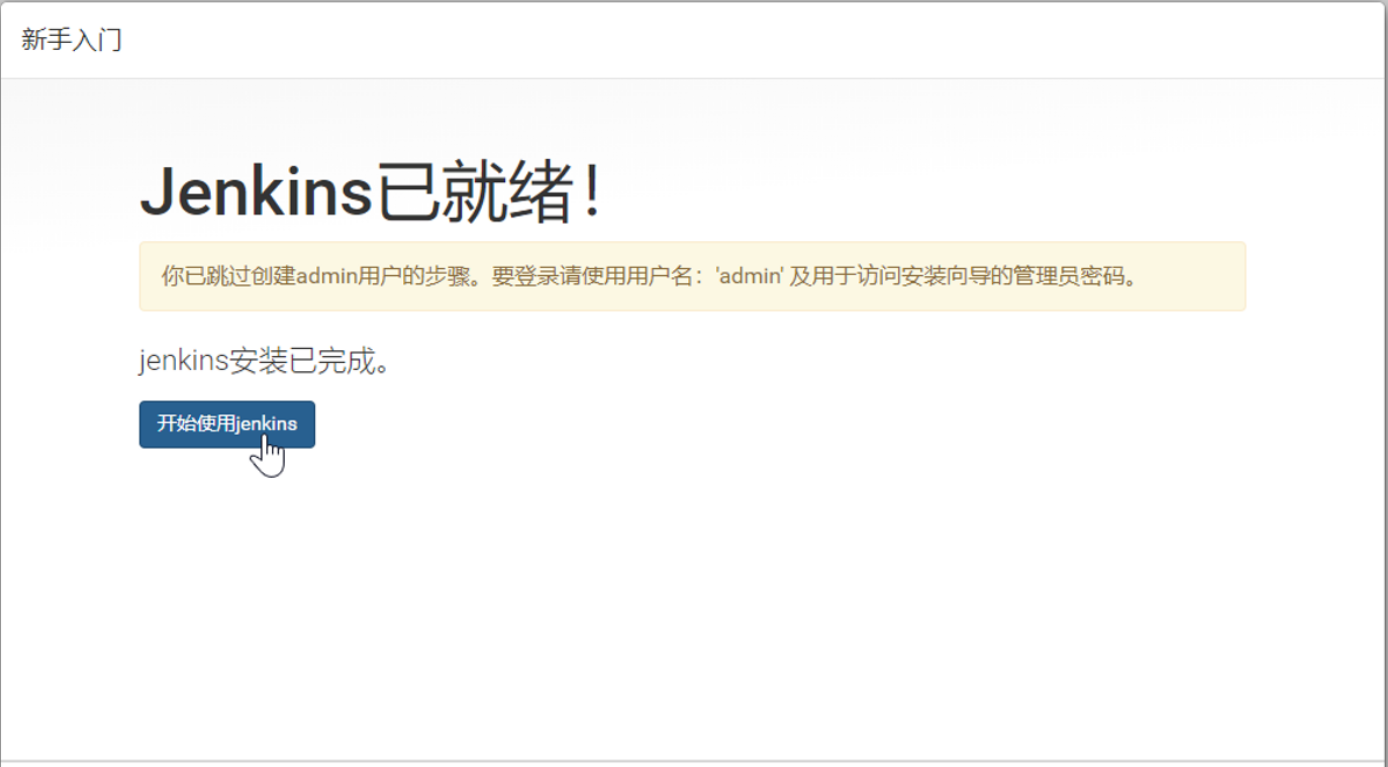 新手入门
Jenkins已就绪！
你已跳过创建admin用户的步骤。要登录请使用用户名：'admin' 及用于访问安装向导的管理员密码。
jenkins安装已完成。
开始使用jenkins